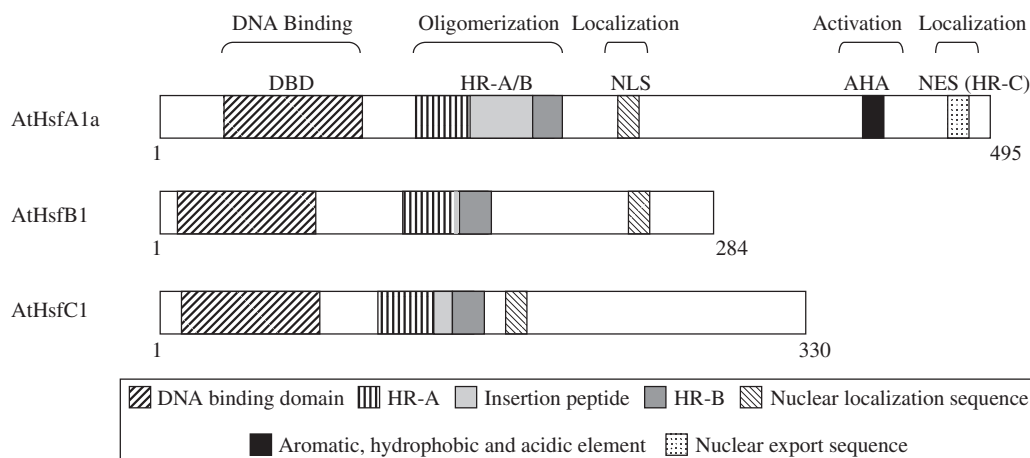 DNA Binding Oligomerization Localization Activation Localization
DBD HR-A/B NLS AHA NES (HR-C)
AtHsfA1a
1 495
AtHsfB1
1 284
AtHsfC1
1 330
DNA binding domain HR-A Insertion peptide HR-B Nuclear localization sequence
Aromatic, hydrophobic and acidic element Nuclear export sequence